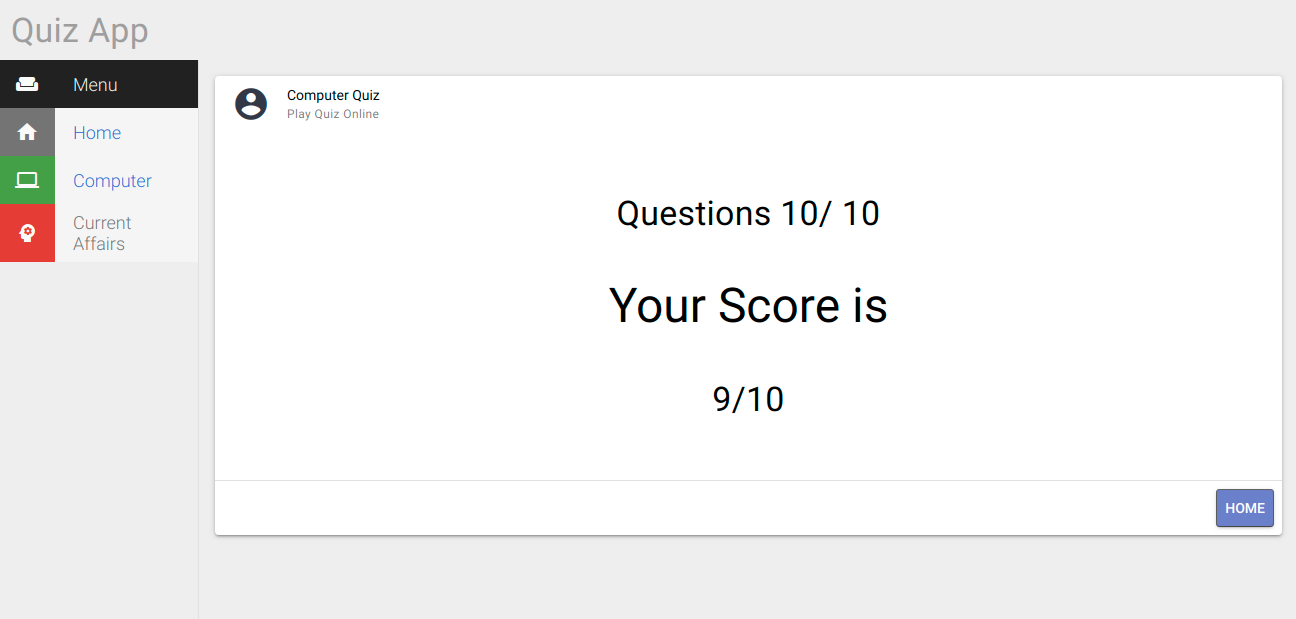 Quiz App
Menu
Home
Computer
Current
Affairs
Computer Quiz
Play Quiz Online
Questions 10/ 10
Your Score is
9/10
HOME